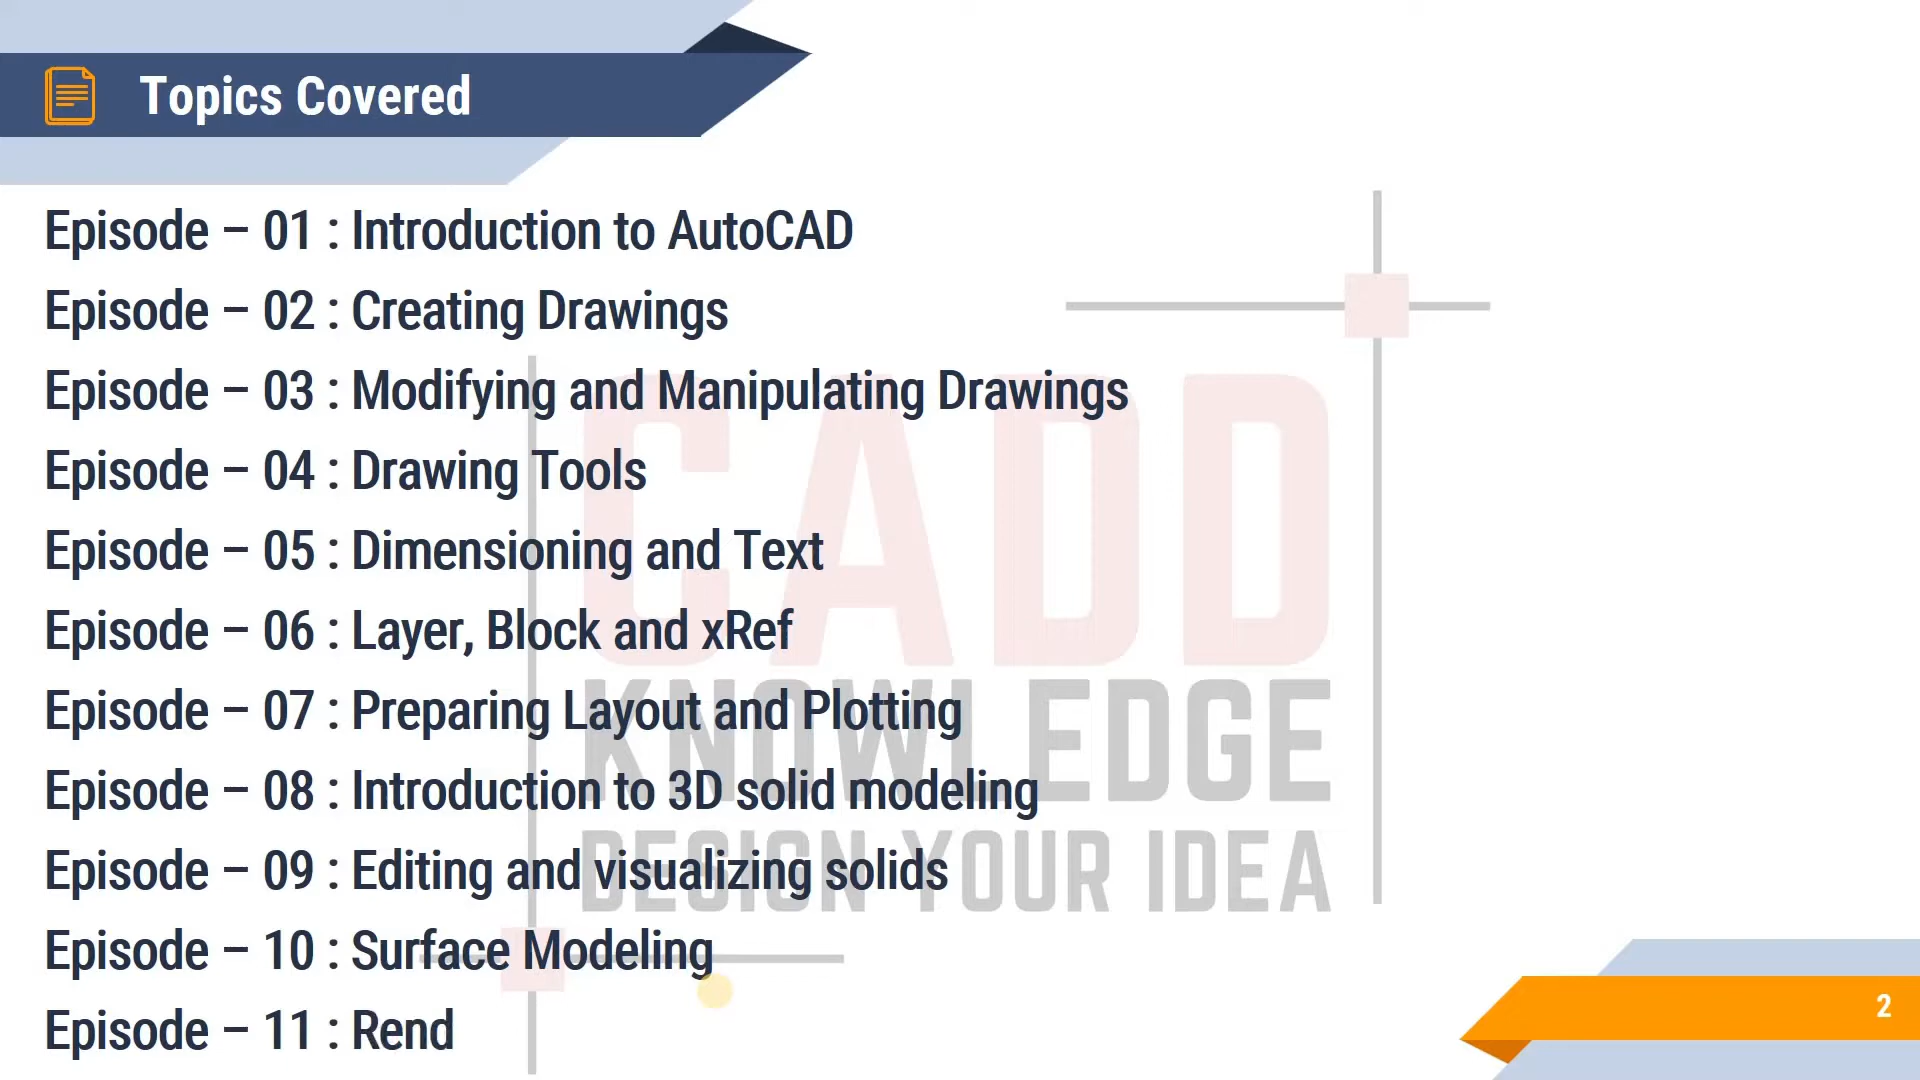 Topics Covered
Episode – 01 : Introduction to AutoCAD
Episode – 02 : Creating Drawings
Episode – 03 : Modifying and Manipulating Drawings
Episode – 04 : Drawing Tools
Episode – 05 : Dimensioning and Text
Episode – 06 : Layer, Block and xRef
Episode – 07 : Preparing Layout and Plotting
Episode – 08 : Introduction to 3D solid modeling
Episode – 09 : Editing and visualizing solids
Episode – 10 : Surface Modeling
Episode – 11 : Rend
CADD
KNOWLEDGE
DESIGN YOUR IDEA
2